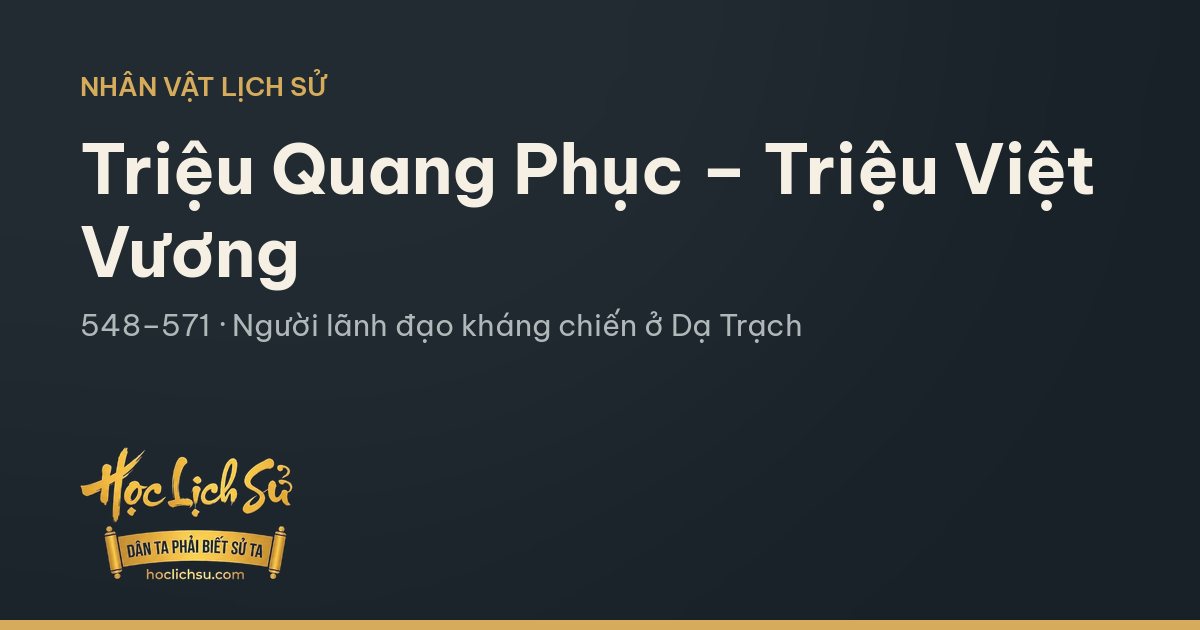 NHÂN VẬT LỊCH SỬ
Triệu Quang Phục – Triệu Việt
Vương
548–571 · Người lãnh đạo kháng chiến ở Dạ Trạch
Học Lịch Sử
DÂN TA PHẢI BIẾT SỬ TA
hoclichsu.com